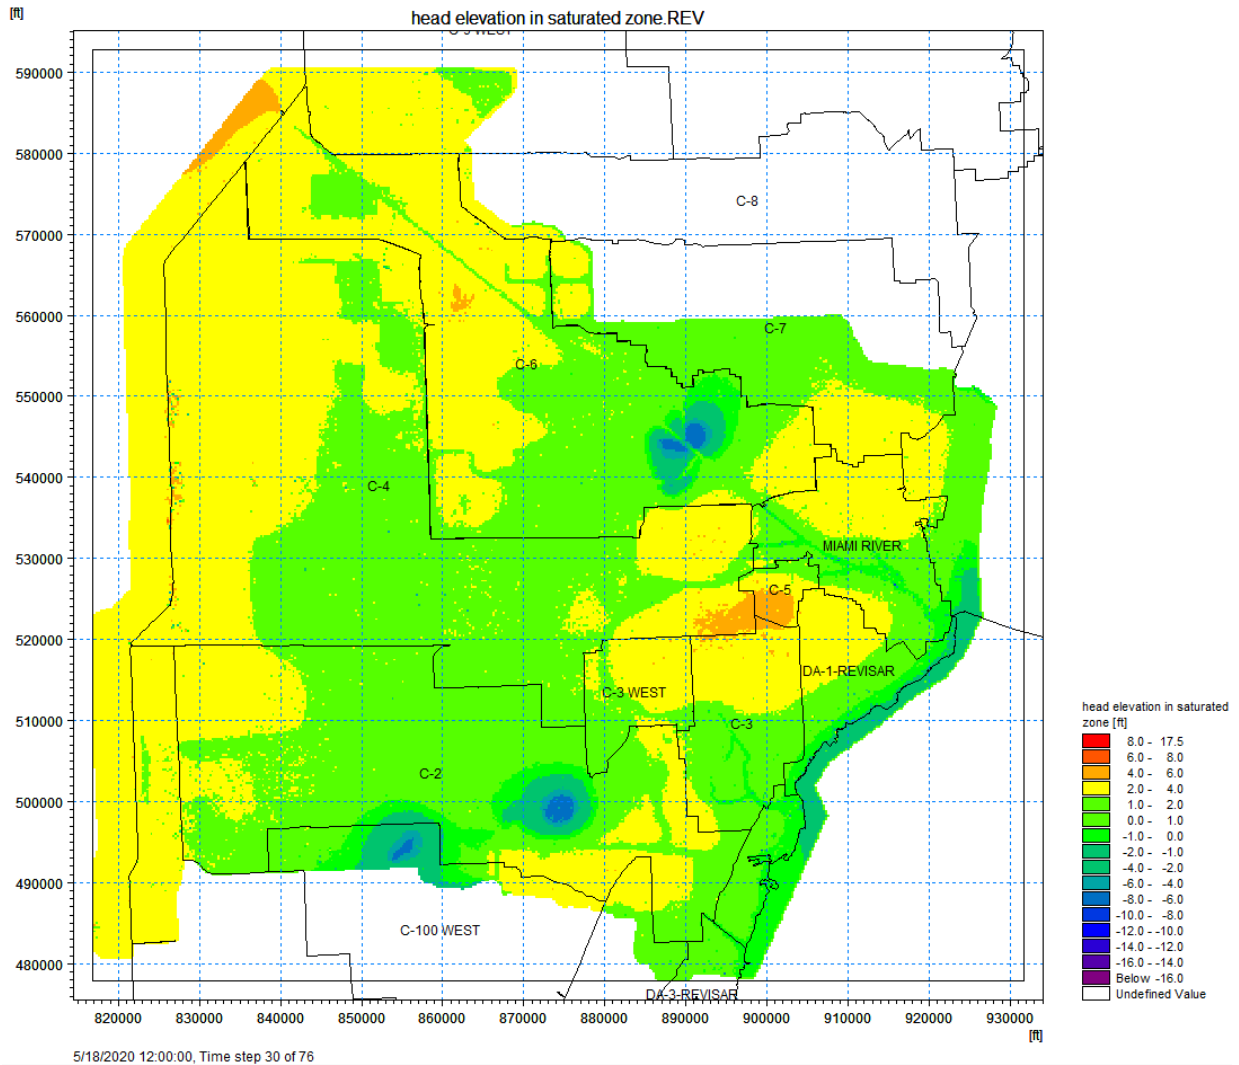 [ft]
head elevation in saturated zone.REV
C-9 WEST
590000
580000
C-8
570000
560000
C-7
C-6
550000
540000
C-4
530000
MIAMI RIVER
C-5
520000
DA-1-REVISAR
C-3 WEST
510000
C-3
C-2
500000
490000
C-100 WEST
480000
DA-3-REVISAR
820000 830000 840000 850000 860000 870000 880000 890000 900000 910000 920000 930000
[ft]
5/18/2020 12:00:00, Time step 30 of 76
head elevation in saturated
zone [ft]
8.0 - 17.5
6.0 - 8.0
4.0 - 6.0
2.0 - 4.0
1.0 - 2.0
0.0 - 1.0
-1.0 - 0.0
-2.0 - -1.0
-4.0 - -2.0
-6.0 - -4.0
-8.0 - -6.0
-10.0 - -8.0
-12.0 - -10.0
-14.0 - -12.0
-16.0 - -14.0
Below -16.0
Undefined Value